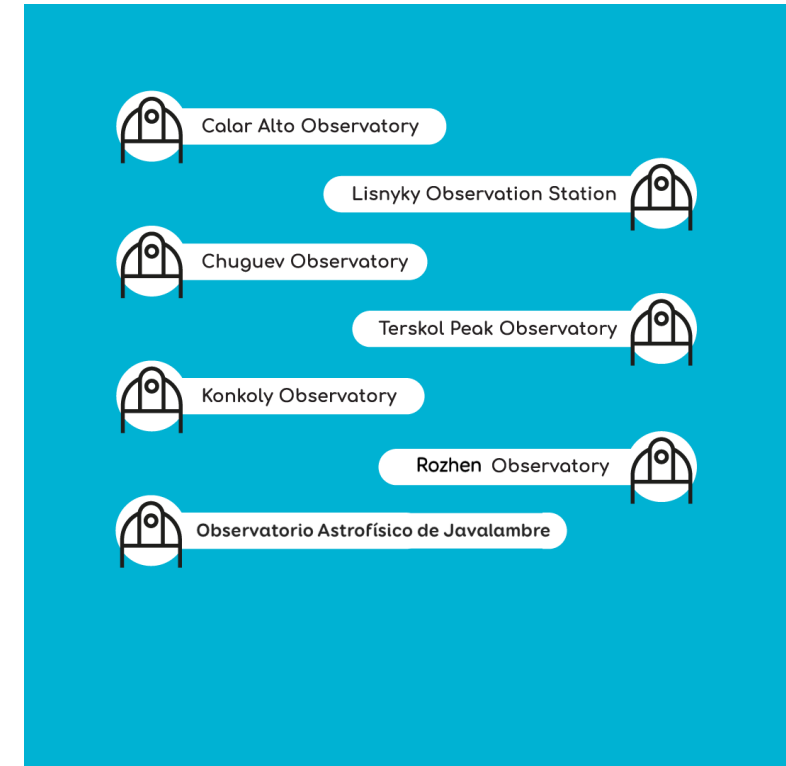 Calar Alto Observatory
Lisnyky Observation Station
Chuguev Observatory
Terskol Peak Observatory
Konkoly Observatory
Rozhen Observatory
Observatorio Astrofísico de Javalambre